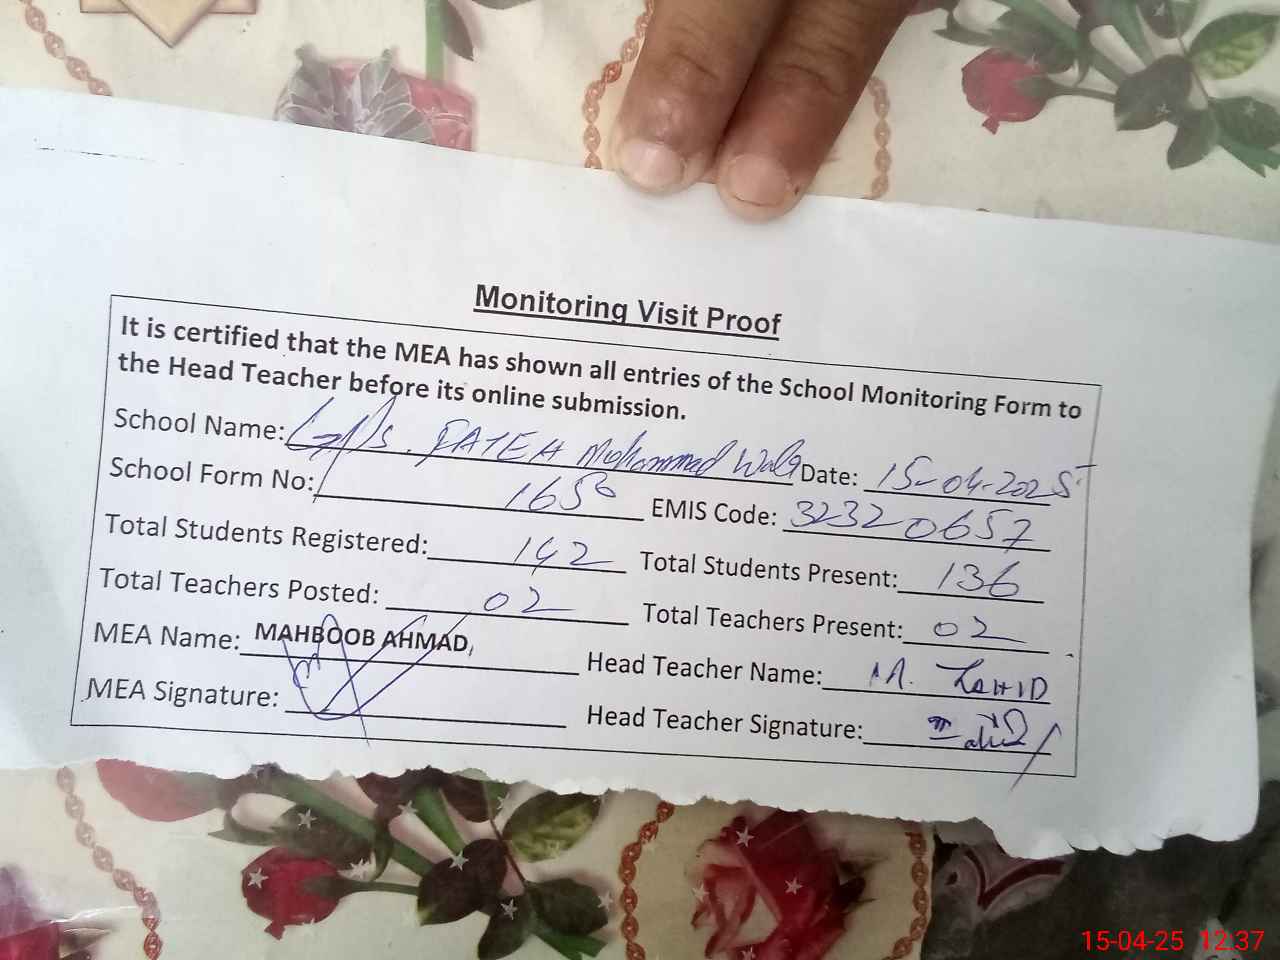 Monitoring Visit Proof
It is certified that the MEA has shown all entries of the School Monitoring Form to
the Head Teacher before its online submission.
School Name: GPS. FATEH Mohammad Wala Date: 15-04-2025
School Form No: 1650 EMIS Code: 32320657
Total Students Registered: 142 Total Students Present: 136
Total Teachers Posted: 02 Total Teachers Present: 02
MEA Name: MAHBOOB AHMAD, Head Teacher Name: M. ZAHID
MEA Signature: Head Teacher Signature: Zahid
15-04-25 12:37